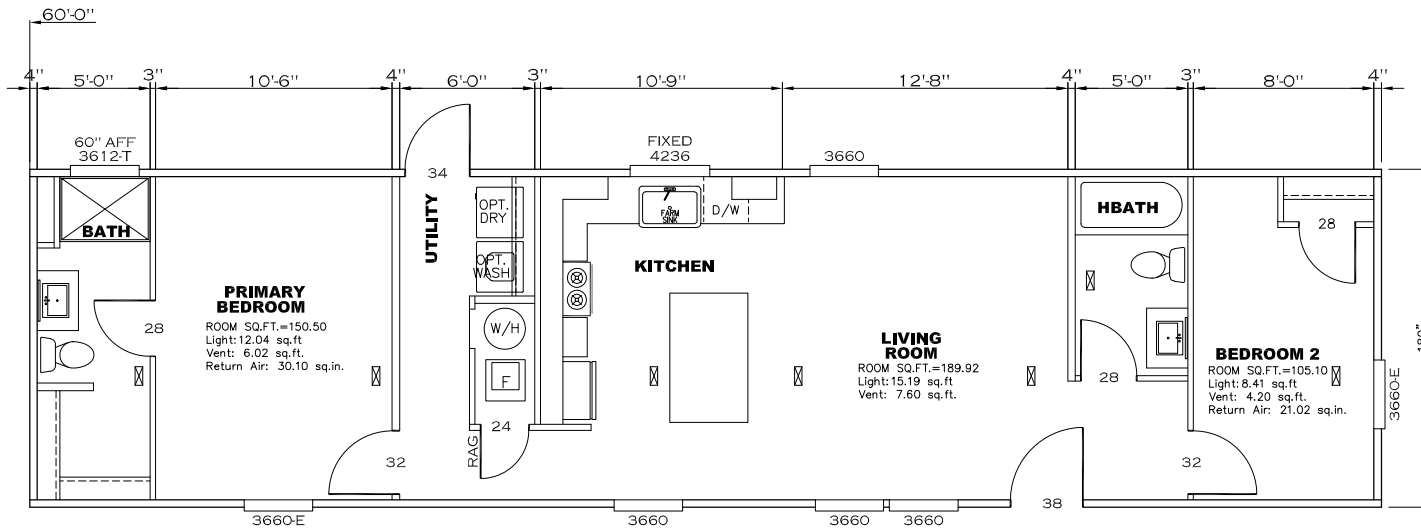 60'-0"
4" 5'-0" 3" 10'-6" 4" 6'-0" 3" 10'-9" 12'-8" 4" 5'-0" 3" 8'-0" 4"
60" AFF
3612-T
34
FIXED
4236
3660
UTILITY
OPT.
DRY
OPT.
WASH
FARM
SINK
D/W
BATH
HBATH
28
KITCHEN
PRIMARY
BEDROOM
ROOM SQ.FT.=150.50
Light: 12.04 sq.ft
Vent: 6.02 sq.ft.
Return Air: 30.10 sq.in.
28
W/H
F
24
RAG
32
LIVING
ROOM
ROOM SQ.FT.=189.92
Light: 15.19 sq.ft
Vent: 7.60 sq.ft.
28
BEDROOM 2
ROOM SQ.FT.=105.10
Light: 8.41 sq.ft
Vent: 4.20 sq.ft.
Return Air: 21.02 sq.in.
32
38
3660-E
180"
3660-E
3660
3660
3660